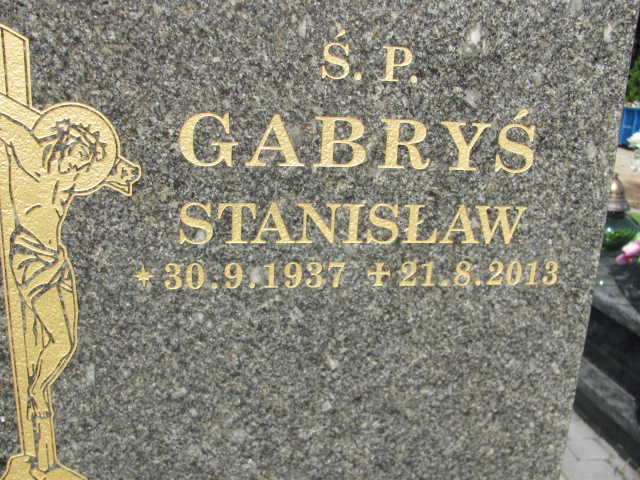 Ś. P.
GABRYŚ
STANISŁAW
*30.9.1937 +21.8.2013